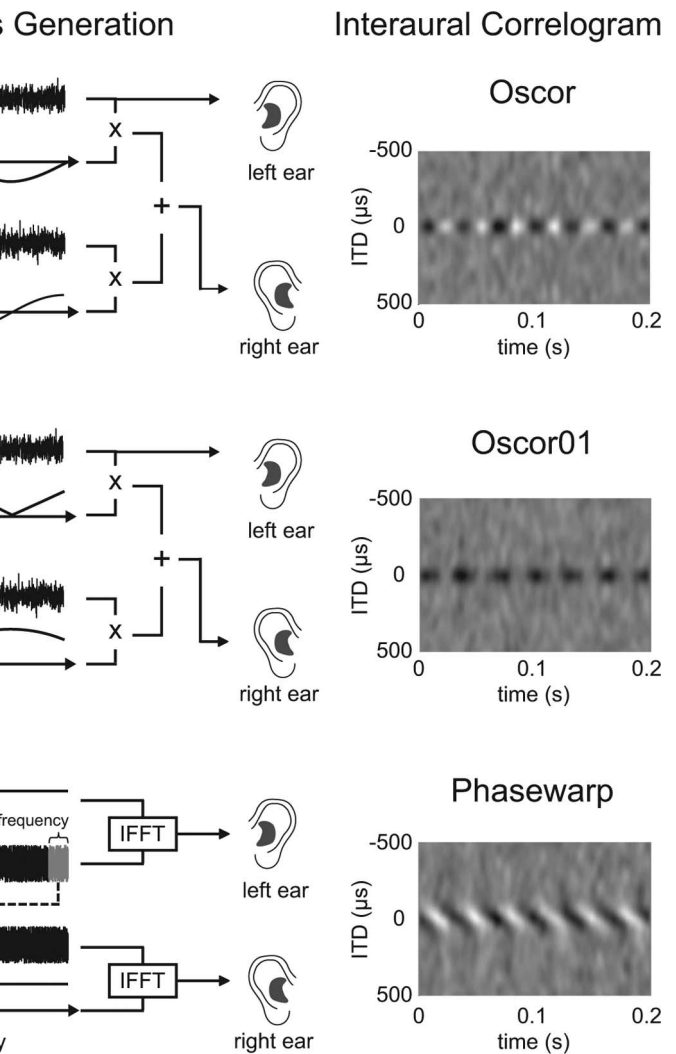 s Generation
Interaural Correlogram
Oscor
x
left ear
+
x
right ear
ITD (µs)
-500
0
500
0
0.1
0.2
time (s)
Oscor01
x
left ear
+
x
right ear
ITD (µs)
-500
0
500
0
0.1
0.2
time (s)
Phasewarp
frequency
IFFT
left ear
IFFT
right ear
y
ITD (µs)
-500
0
500
0
0.1
0.2
time (s)